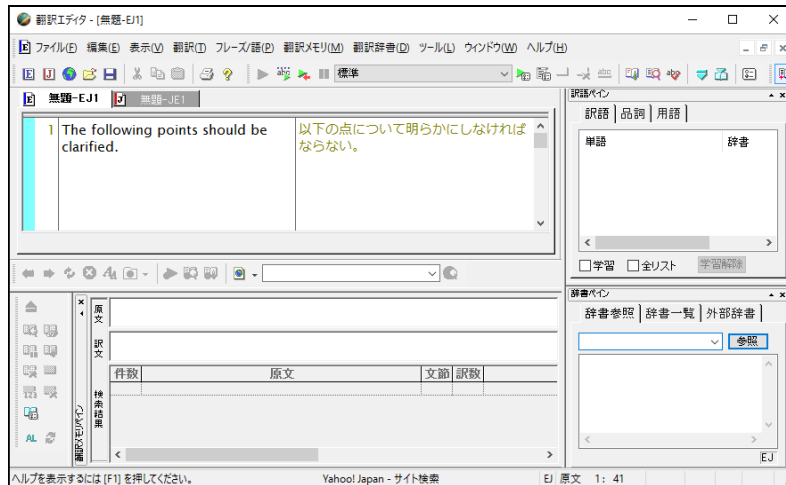 翻訳エディタ - [無題-EJ1]
ファイル(F) 編集(E) 表示(V) 翻訳(T) フレーズ/語(P) 翻訳メモリ(M) 翻訳辞書(D) ツール(L) ウインドウ(W) ヘルプ(H)
標準
無題-EJ1 無題-JE1
1 The following points should be
clarified.
以下の点について明らかにしなければ
ならない。
訳語ペイン
訳語 品詞 用語
単語 辞書
学習 全リスト 学習解除
辞書ペイン
辞書参照 辞書一覧 外部辞書
参照
EJ
翻訳メモリペイン
原文
訳文
検索結果
件数 原文 文節 訳数
123
AL
ヘルプを表示するには [F1] を押してください。 Yahoo! Japan - サイト検索 EJ 原文 1: 41